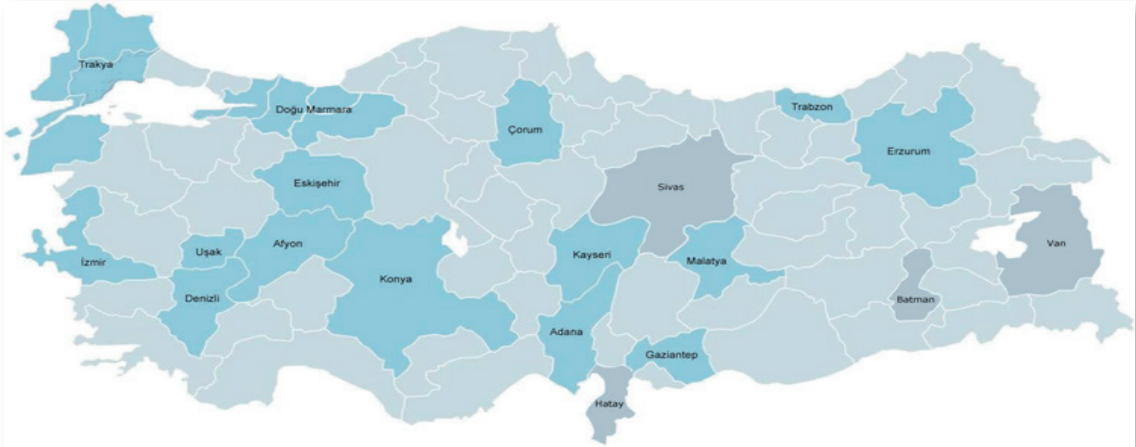 Trakya
Doğu Marmara
Trabzon
Çorum
Erzurum
Eskişehir
Sivas
Afyon
Van
Uşak
Kayseri
İzmir
Malatya
Konya
Denizli
Batman
Adana
Gaziantep
Hatay